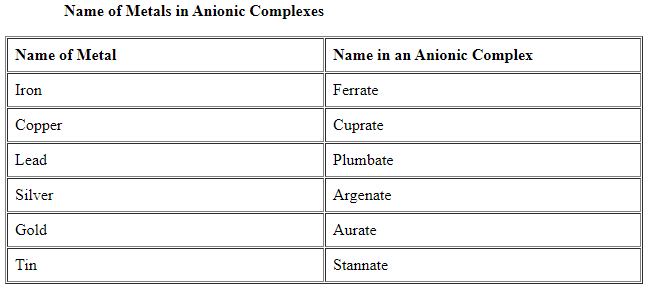 Name of Metals in Anionic Complexes
Name of Metal Name in an Anionic Complex
Iron Ferrate
Copper Cuprate
Lead Plumbate
Silver Argenate
Gold Aurate
Tin Stannate